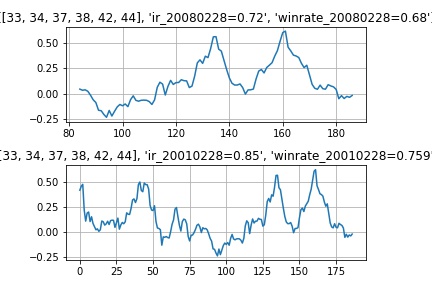 [[33, 34, 37, 38, 42, 44], 'ir_20080228=0.72', 'winrate_20080228=0.68']
0.50
0.25
0.00
−0.25
80 100 120 140 160 180
[33, 34, 37, 38, 42, 44], 'ir_20010228=0.85', 'winrate_20010228=0.759'
0.50
0.25
0.00
−0.25
0 25 50 75 100 125 150 175